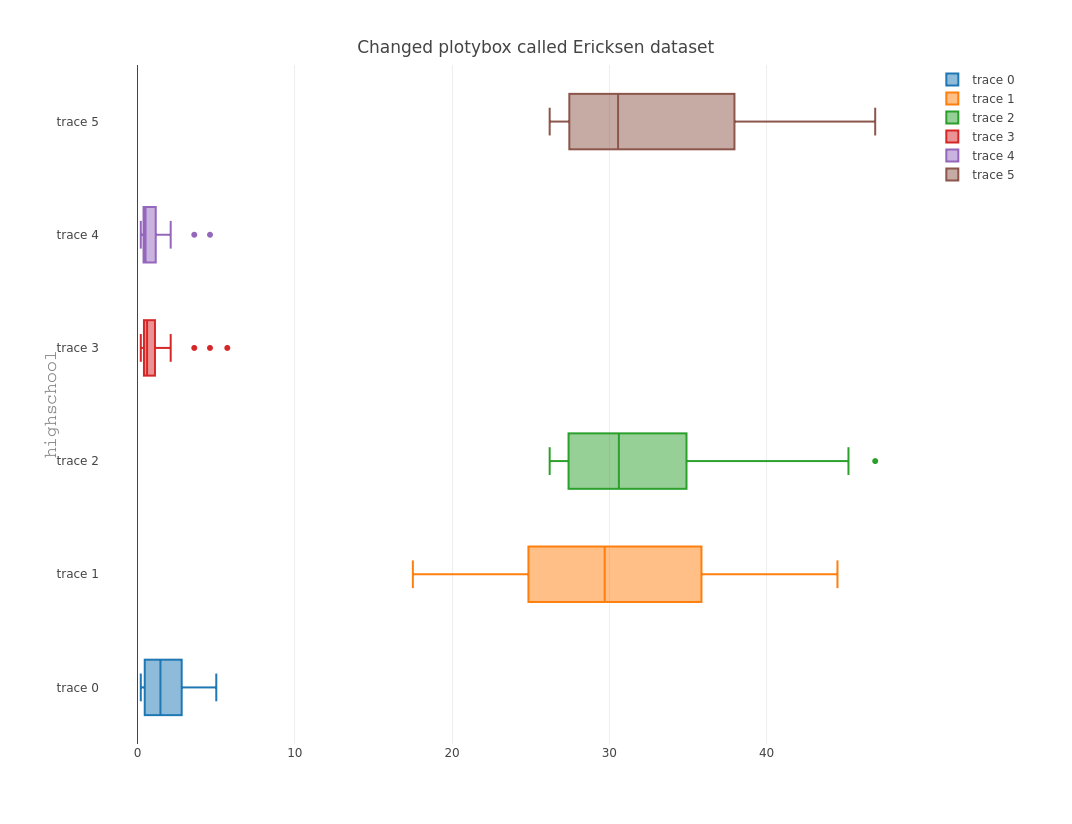 Changed plotybox called Ericksen dataset
trace 0
trace 1
trace 2
trace 3
trace 4
trace 5
trace 5
trace 4
trace 3
trace 2
trace 1
trace 0
highschool
0 10 20 30 40